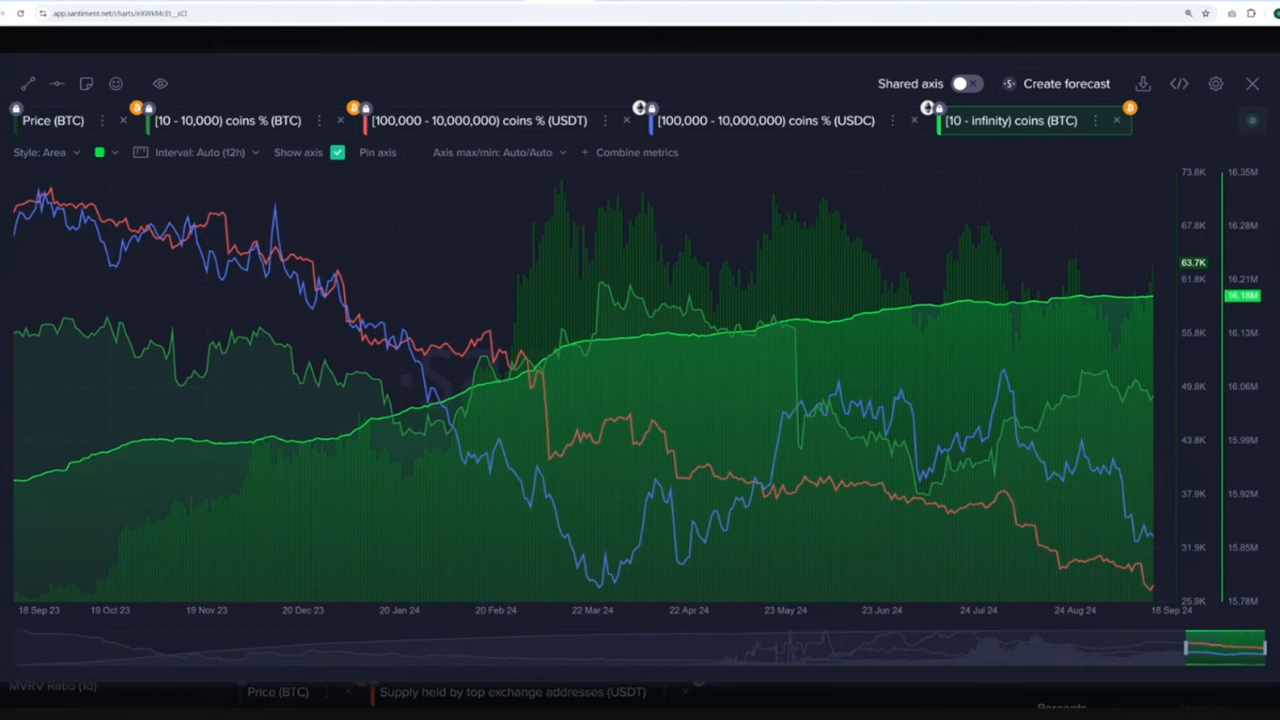 app.santiment.net/charts/eXWkMcEt__sCl
Shared axis Create forecast
Price (BTC) [10 - 10,000) coins % (BTC) [100,000 - 10,000,000) coins % (USDT) [100,000 - 10,000,000) coins % (USDC) [10 - infinity) coins (BTC)
Style: Area Interval: Auto (12h) Show axis Pin axis Axis max/min: Auto/Auto + Combine metrics
73.8K 16.35M
67.8K 16.28M
63.7K
61.8K 16.21M
16.18M
55.8K 16.13M
49.8K 16.06M
43.8K 15.99M
37.9K 15.92M
31.9K 15.85M
25.9K 15.78M
18 Sep 23 19 Oct 23 19 Nov 23 20 Dec 23 20 Jan 24 20 Feb 24 22 Mar 24 22 Apr 24 23 May 24 23 Jun 24 24 Jul 24 24 Aug 24 18 Sep 24
MVRV Ratio (1d)
Price (BTC) Supply held by top exchange addresses (USDT)
Percents